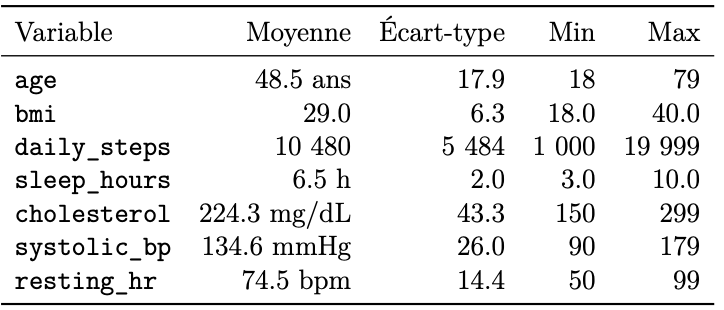 Variable Moyenne Écart-type Min Max
age 48.5 ans 17.9 18 79
bmi 29.0 6.3 18.0 40.0
daily_steps 10 480 5 484 1 000 19 999
sleep_hours 6.5 h 2.0 3.0 10.0
cholesterol 224.3 mg/dL 43.3 150 299
systolic_bp 134.6 mmHg 26.0 90 179
resting_hr 74.5 bpm 14.4 50 99